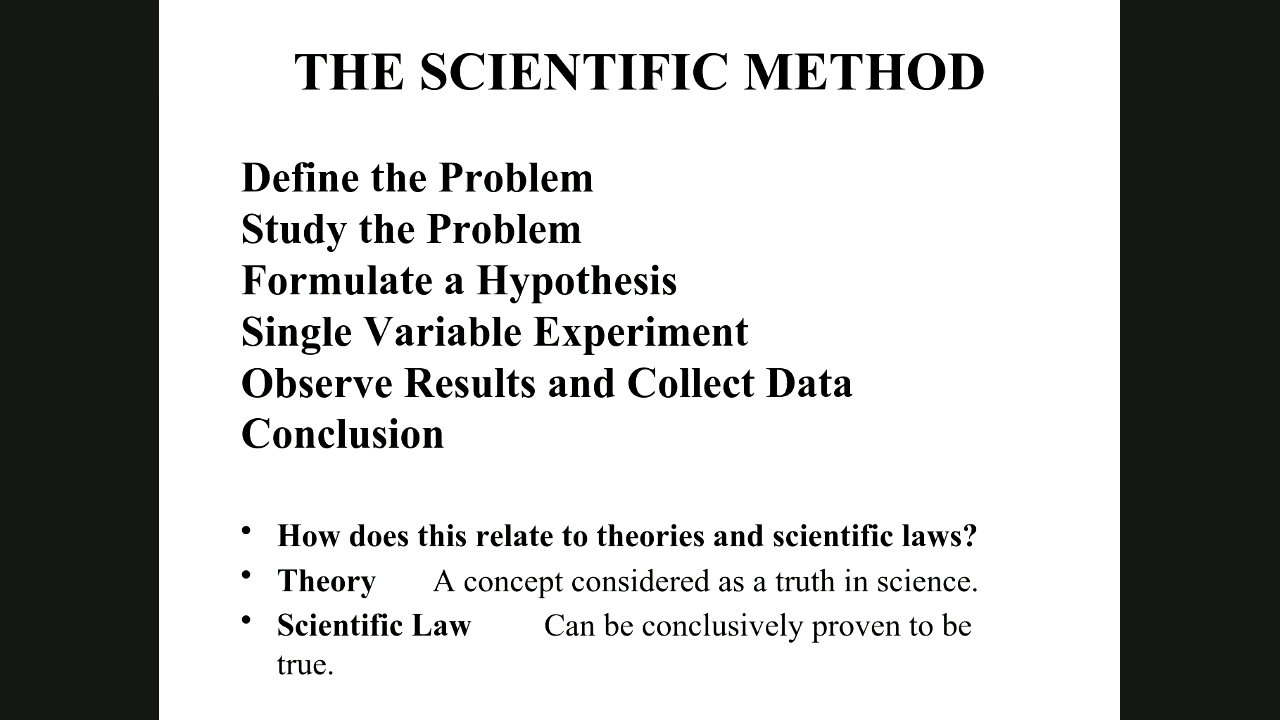 THE SCIENTIFIC METHOD
Define the Problem
Study the Problem
Formulate a Hypothesis
Single Variable Experiment
Observe Results and Collect Data
Conclusion
• How does this relate to theories and scientific laws?
• Theory A concept considered as a truth in science.
• Scientific Law Can be conclusively proven to be
true.